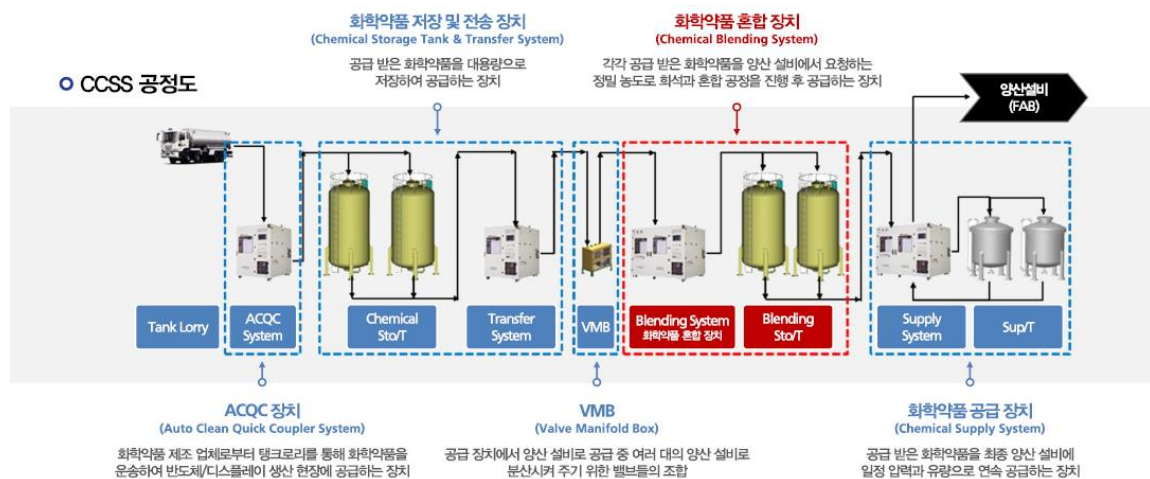 화학약품 저장 및 전송 장치
(Chemical Storage Tank & Transfer System)
공급 받은 화학약품을 대용량으로
저장하여 공급하는 장치
화학약품 혼합 장치
(Chemical Blending System)
각각 공급 받은 화학약품을 양산 설비에서 요청하는
정밀 농도로 희석과 혼합 공정을 진행 후 공급하는 장치
CCSS 공정도
양산설비
(FAB)
Tank Lorry
ACQC
System
Chemical
Sto/T
Transfer
System
VMB
Blending System
화학약품 혼합 장치
Blending
Sto/T
Supply
System
Sup/T
ACQC 장치
(Auto Clean Quick Coupler System)
화학약품 제조 업체로부터 탱크로리를 통해 화학약품을
운송하여 반도체/디스플레이 생산 현장에 공급하는 장치
VMB
(Valve Manifold Box)
공급 장치에서 양산 설비로 공급 중 여러 대의 양산 설비로
분산시켜 주기 위한 밸브들의 조합
화학약품 공급 장치
(Chemical Supply System)
공급 받은 화학약품을 최종 양산 설비에
일정 압력과 유량으로 연속 공급하는 장치